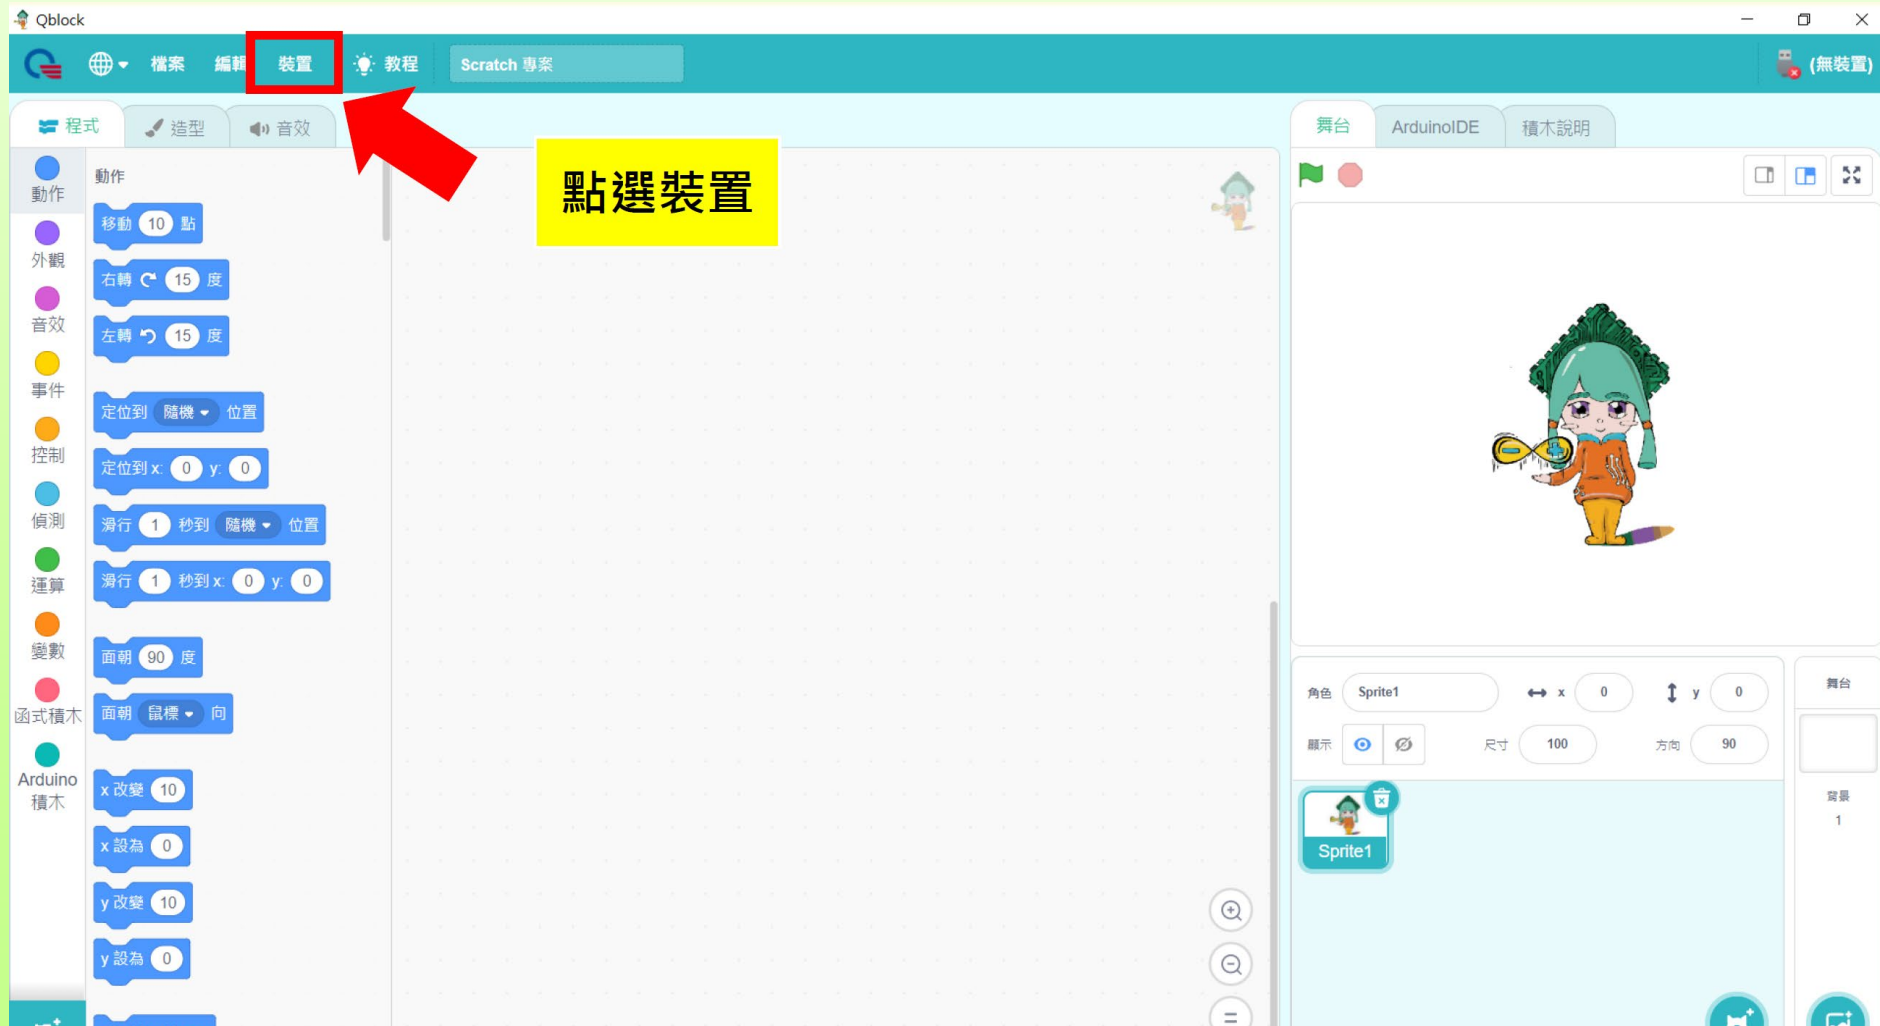 Qblock
檔案 編輯 裝置 教程 Scratch 專案 (無裝置)
程式 造型 音效
舞台 ArduinoIDE 積木說明
點選裝置
動作
外觀
音效
事件
控制
偵測
運算
變數
函式積木
Arduino
積木
動作
移動 10 點
右轉 15 度
左轉 15 度
定位到 隨機 位置
定位到 x: 0 y: 0
滑行 1 秒到 隨機 位置
滑行 1 秒到 x: 0 y: 0
面朝 90 度
面朝 鼠標 向
x 改變 10
x 設為 0
y 改變 10
y 設為 0
角色 Sprite1 x 0 y 0
顯示 尺寸 100 方向 90
Sprite1
舞台
背景
1